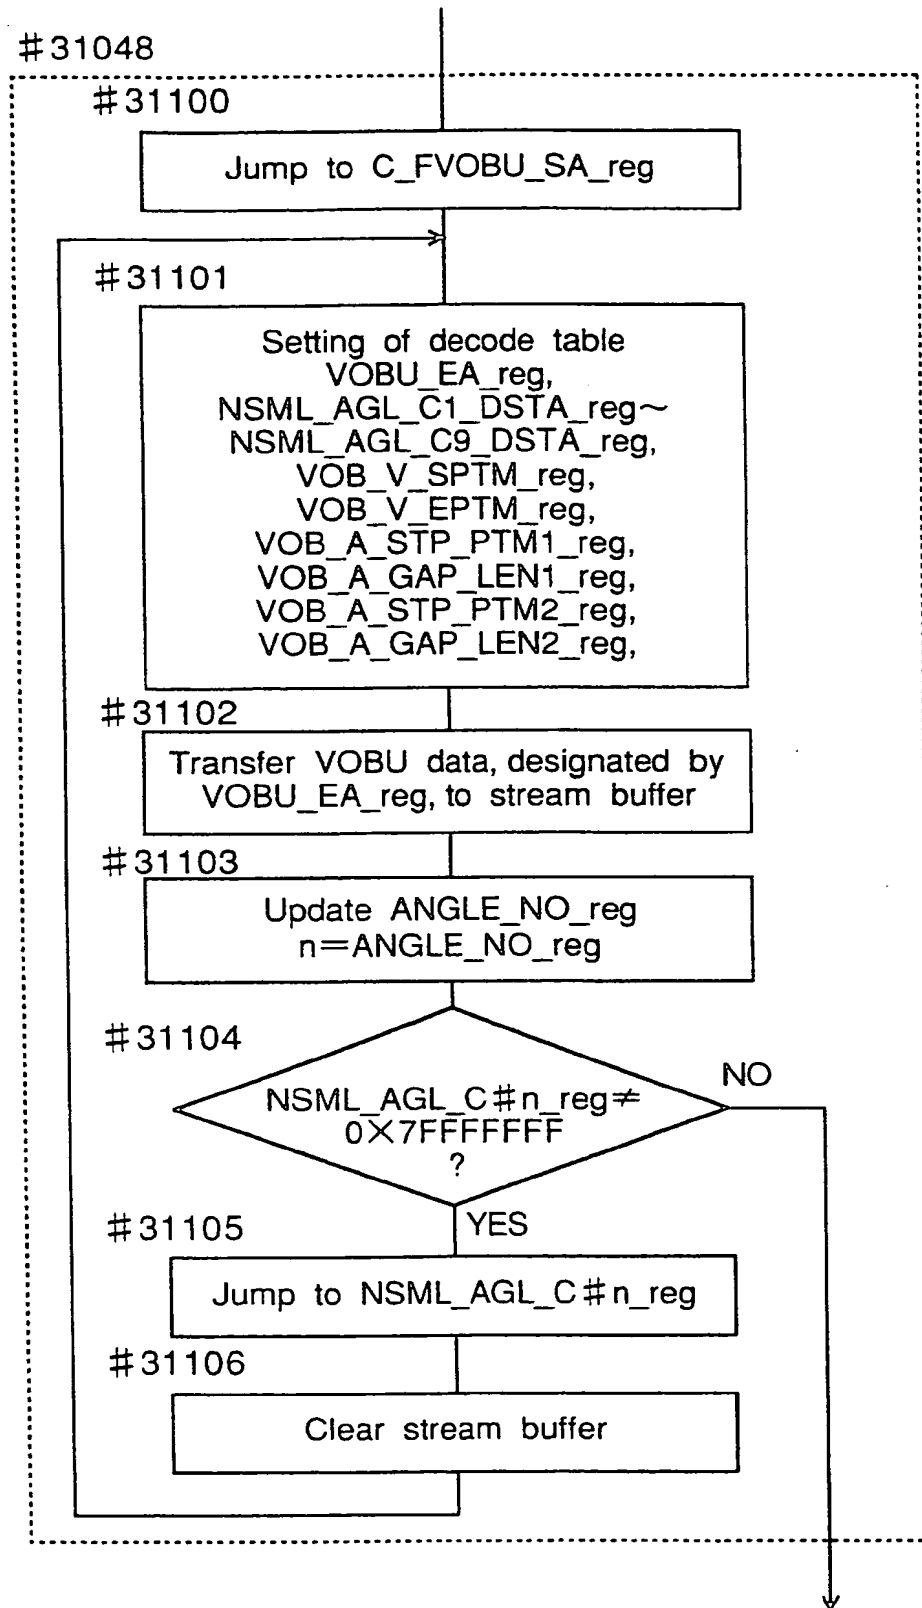 #31048
#31100
Jump to C_FVOBU_SA_reg
#31101
Setting of decode table
VOBU_EA_reg,
NSML_AGL_C1_DSTA_reg~
NSML_AGL_C9_DSTA_reg,
VOB_V_SPTM_reg,
VOB_V_EPTM_reg,
VOB_A_STP_PTM1_reg,
VOB_A_GAP_LEN1_reg,
VOB_A_STP_PTM2_reg,
VOB_A_GAP_LEN2_reg,
#31102
Transfer VOBU data, designated by
VOBU_EA_reg, to stream buffer
#31103
Update ANGLE_NO_reg
n=ANGLE_NO_reg
#31104
NSML_AGL_C#n_reg≠
0×7FFFFFFF
?
NO
YES
#31105
Jump to NSML_AGL_C#n_reg
#31106
Clear stream buffer